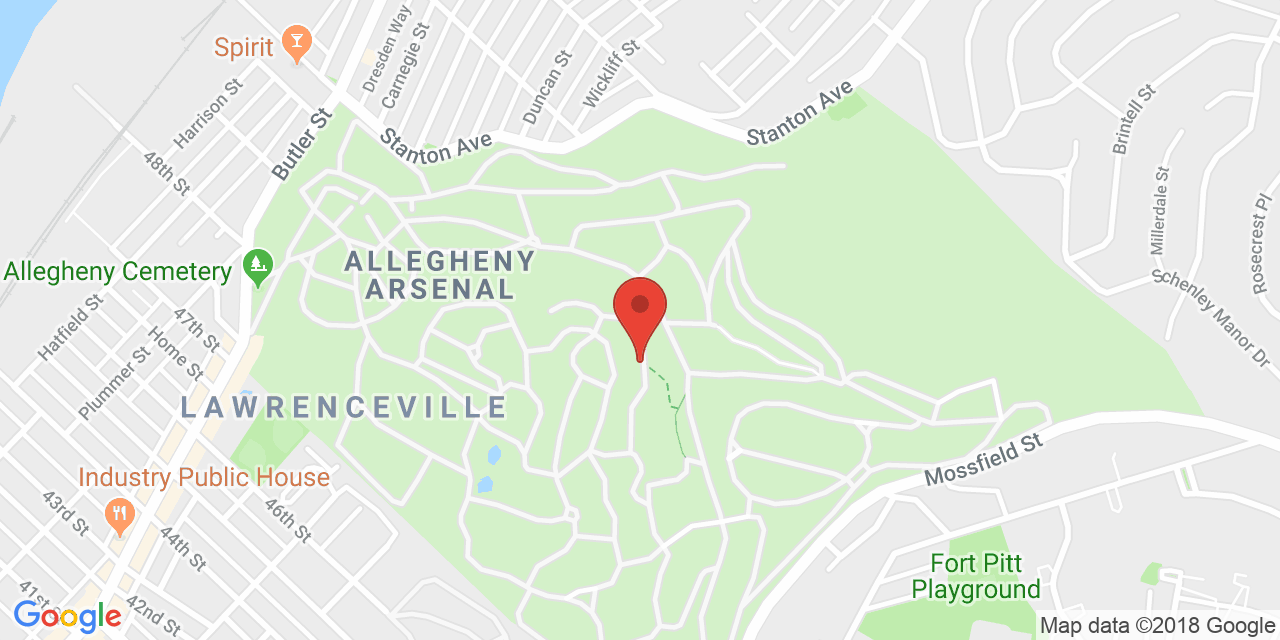 Spirit
Dresden Way
Carnegie St
Duncan St
Wickliff St
Harrison St
Butler St
Stanton Ave
Stanton Ave
Brintell St
48th St
Millerdale St
Rosecrest Pl
Allegheny Cemetery
ALLEGHENY
ARSENAL
Schenley Manor Dr
Hatfield St
47th St
Home St
Plummer St
LAWRENCEVILLE
Mossfield St
Industry Public House
43rd St
46th St
44th St
Fort Pitt
Playground
41st
42nd St
Google
Map data ©2018 Google